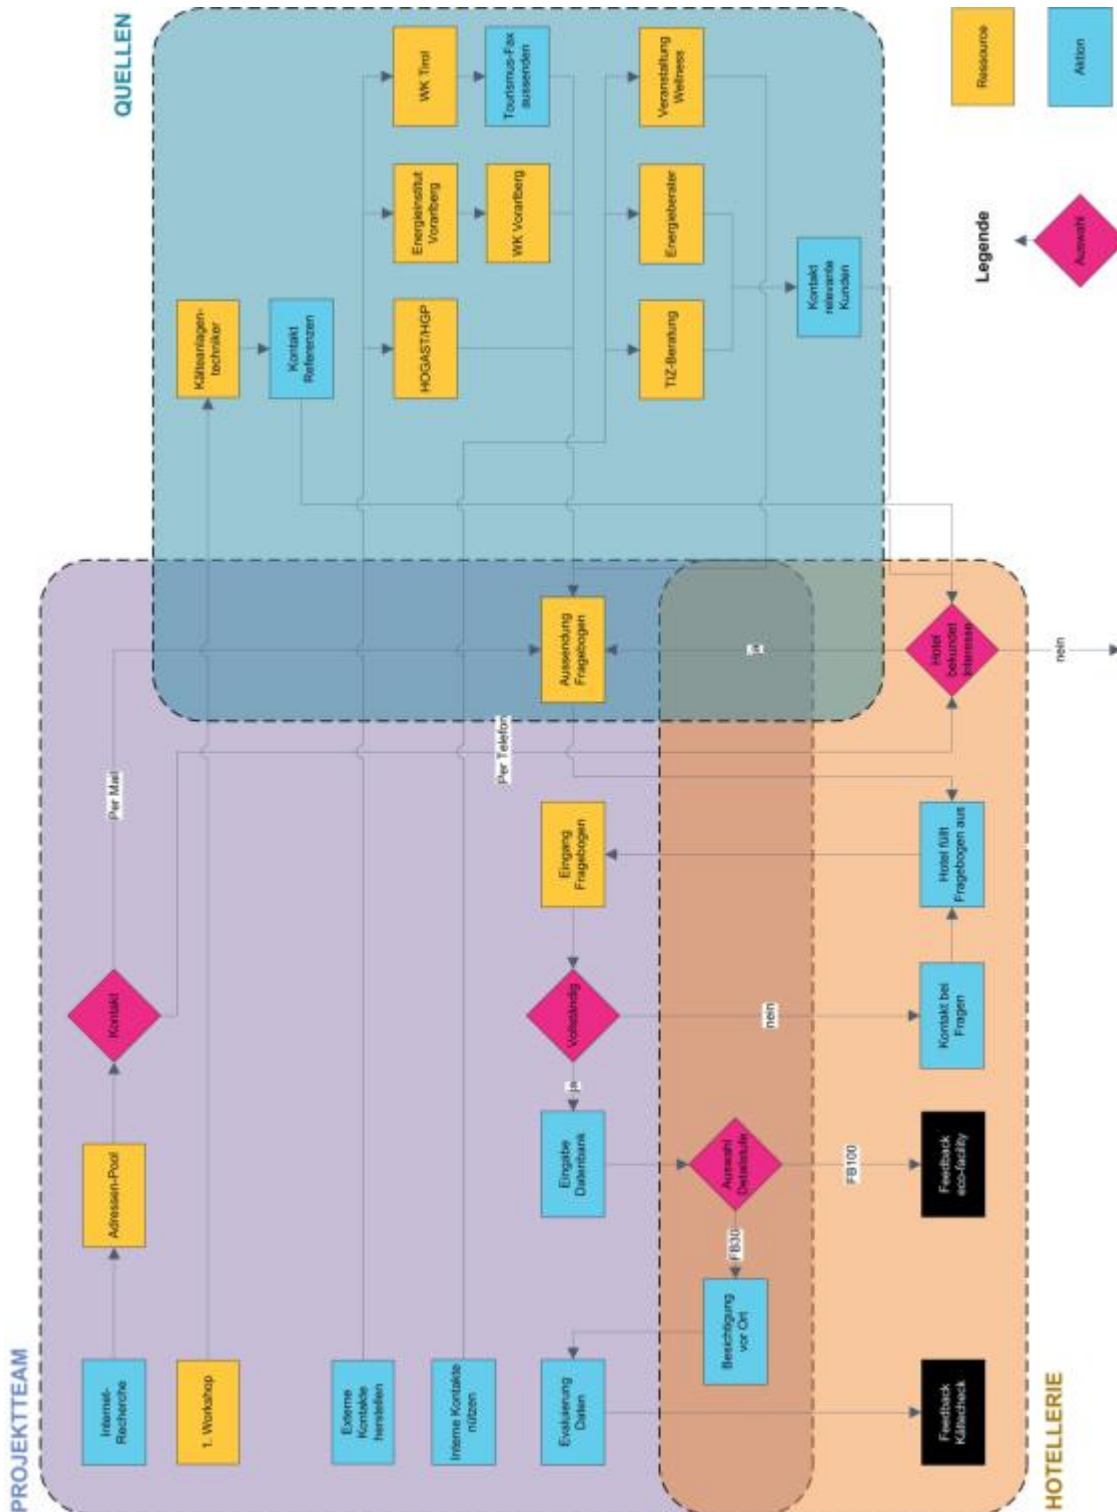 PROJEKTTEAM
Internet-
Recherche
Adressen-Pool
Kontakt
Per Mail
1. Workshop
Externe
Kontakte
herstellen
Interne Kontakte
nützen
Evaluierung
Daten
Eingabe
Datenbank
ja
Vollständig
Eingang
Fragebogen
Per Telefon
Aussendung
Fragebogen
Besichtigung
vor Ort
FB30
Auswahl
Detailstufe
nein
ja
FB100
Feedback
Kältecheck
Feedback
eco-facility
Kontakt bei
Fragen
Hotel füllt
Fragebogen aus
Hotel
bekundet
Interesse
nein
HOTELLERIE
QUELLEN
Kälteanlagen-
techniker
Kontakt
Referenzen
HOGAST/HGP
Energieinstitut
Vorarlberg
WK Tirol
WK Vorarlberg
Tourismus-Fax
aussenden
TIZ-Beratung
Energieberater
Veranstaltung
Wellness
Kontakt
relevante
Kunden
Legende
Auswahl
Ressource
Aktion